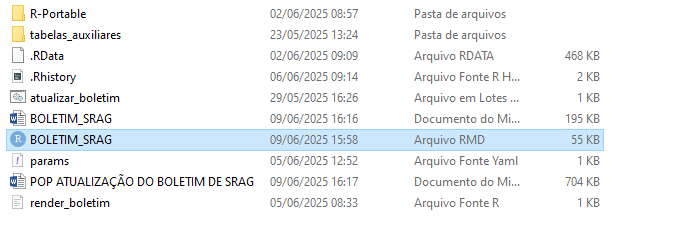 R-Portable 02/06/2025 08:57 Pasta de arquivos
tabelas_auxiliares 23/05/2025 13:24 Pasta de arquivos
.RData 02/06/2025 09:09 Arquivo RDATA 468 KB
.Rhistory 06/06/2025 09:14 Arquivo Fonte R H... 2 KB
atualizar_boletim 29/05/2025 16:26 Arquivo em Lotes ... 1 KB
BOLETIM_SRAG 09/06/2025 16:16 Documento do Mi... 195 KB
BOLETIM_SRAG 09/06/2025 15:58 Arquivo RMD 55 KB
params 05/06/2025 12:52 Arquivo Fonte Yaml 1 KB
POP ATUALIZAÇÃO DO BOLETIM DE SRAG 09/06/2025 16:17 Documento do Mi... 704 KB
render_boletim 05/06/2025 08:33 Arquivo Fonte R 1 KB